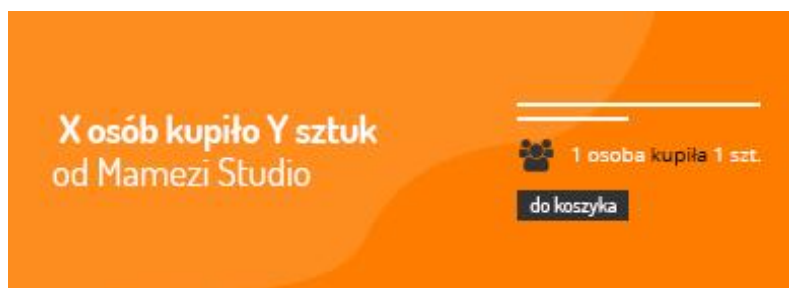 X osób kupiło Y sztuk
od Mamezi Studio
1 osoba kupiła 1 szt.
do koszyka